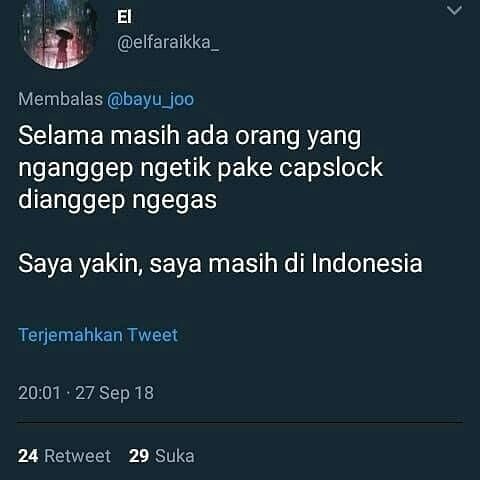 El
@elfaraikka_
Membalas @bayu_joo
Selama masih ada orang yang
nganggep ngetik pake capslock
dianggep ngegas
Saya yakin, saya masih di Indonesia
Terjemahkan Tweet
20:01 · 27 Sep 18
24 Retweet 29 Suka